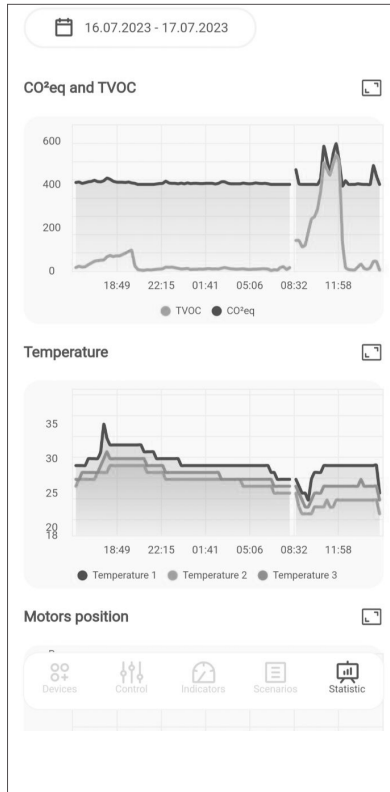 16.07.2023 - 17.07.2023
CO²eq and TVOC
600
400
200
0
18:49 22:15 01:41 05:06 08:32 11:58
TVOC CO²eq
Temperature
35
30
25
20
18
18:49 22:15 01:41 05:06 08:32 11:58
Temperature 1 Temperature 2 Temperature 3
Motors position
Devices Control Indicators Scenarios Statistic